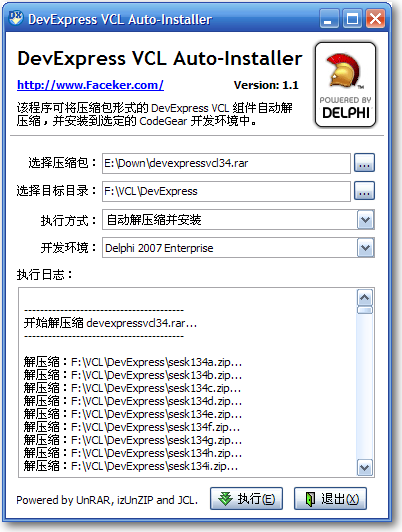 DevExpress VCL Auto-Installer
DevExpress VCL Auto-Installer
http://www.Faceker.com/ Version: 1.1
POWERED BY
DELPHI
该程序可将压缩包形式的 DevExpress VCL 组件自动解
压缩，并安装到选定的 CodeGear 开发环境中。
选择压缩包： E:\Down\devexpressvcl34.rar ...
选择目标目录： F:\VCL\DevExpress ...
执行方式： 自动解压缩并安装
开发环境： Delphi 2007 Enterprise
执行日志：
----------------------------------------
开始解压缩 devexpressvcl34.rar...
----------------------------------------
解压缩：F:\VCL\DevExpress\sesk134a.zip...
解压缩：F:\VCL\DevExpress\sesk134b.zip...
解压缩：F:\VCL\DevExpress\sesk134c.zip...
解压缩：F:\VCL\DevExpress\sesk134d.zip...
解压缩：F:\VCL\DevExpress\sesk134e.zip...
解压缩：F:\VCL\DevExpress\sesk134f.zip...
解压缩：F:\VCL\DevExpress\sesk134g.zip...
解压缩：F:\VCL\DevExpress\sesk134h.zip...
解压缩：F:\VCL\DevExpress\sesk134i.zip...
Powered by UnRAR, izUnZIP and JCL. 执行(E) 退出(X)